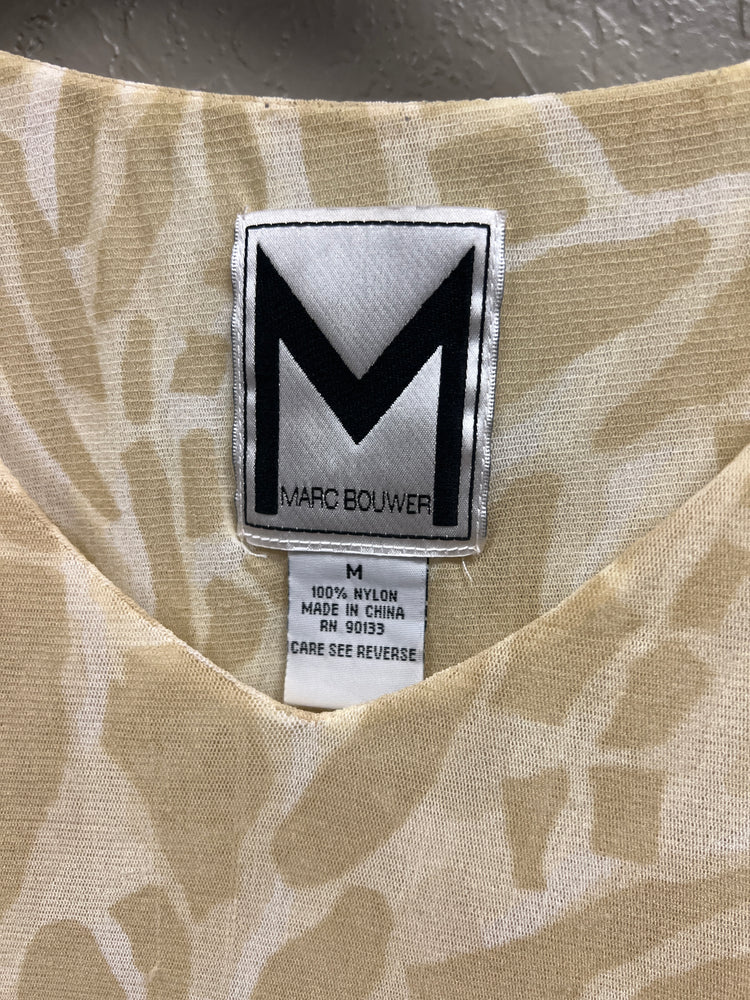 M
MARC BOUWER
M
100% NYLON
MADE IN CHINA
RN 90133
CARE SEE REVERSE